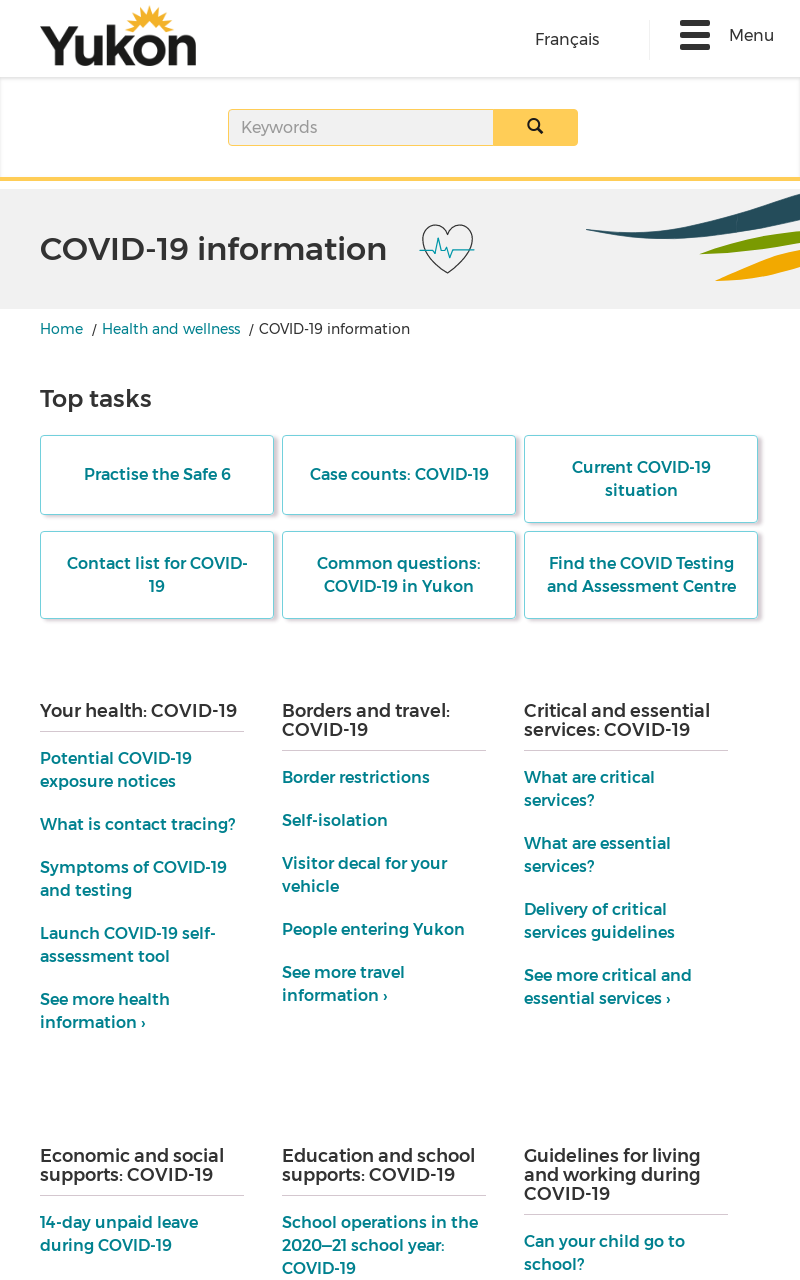 Yukon
Français
Menu
Keywords
COVID-19 information
Home / Health and wellness / COVID-19 information
Top tasks
Practise the Safe 6
Case counts: COVID-19
Current COVID-19
situation
Contact list for COVID-
19
Common questions:
COVID-19 in Yukon
Find the COVID Testing
and Assessment Centre
Your health: COVID-19
Potential COVID-19
exposure notices
What is contact tracing?
Symptoms of COVID-19
and testing
Launch COVID-19 self-
assessment tool
See more health
information ›
Borders and travel:
COVID-19
Border restrictions
Self-isolation
Visitor decal for your
vehicle
People entering Yukon
See more travel
information ›
Critical and essential
services: COVID-19
What are critical
services?
What are essential
services?
Delivery of critical
services guidelines
See more critical and
essential services ›
Economic and social
supports: COVID-19
14-day unpaid leave
during COVID-19
Education and school
supports: COVID-19
School operations in the
2020—21 school year:
COVID-19
Guidelines for living
and working during
COVID-19
Can your child go to
school?